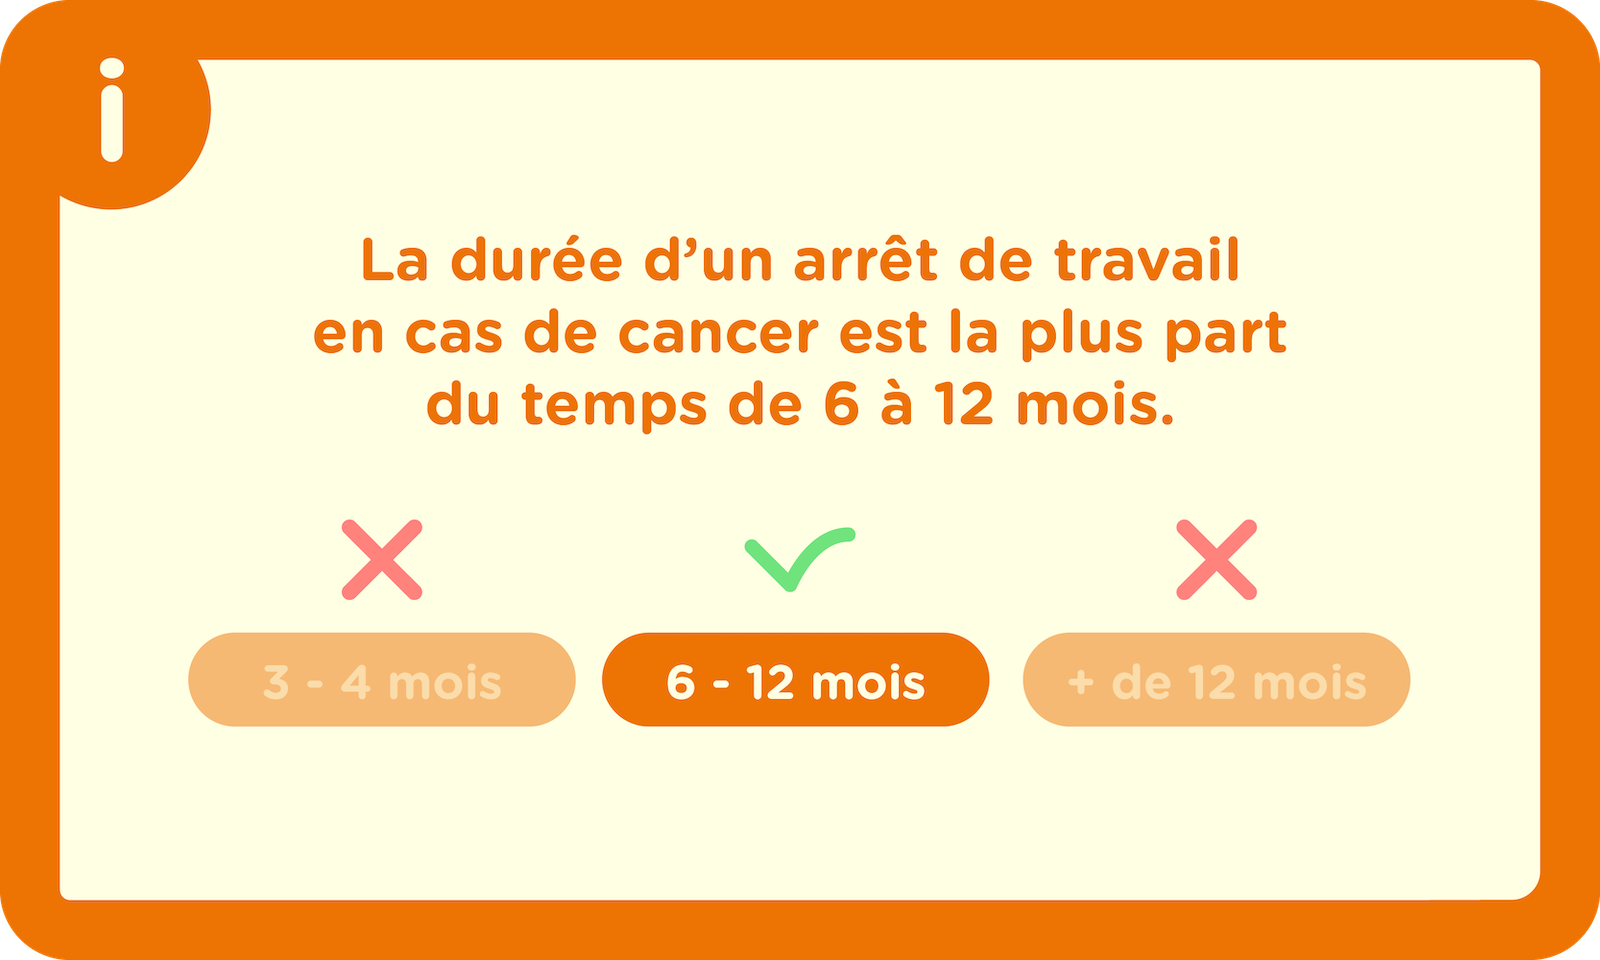 i
La durée d’un arrêt de travail
en cas de cancer est la plus part
du temps de 6 à 12 mois.
3 - 4 mois
6 - 12 mois
+ de 12 mois